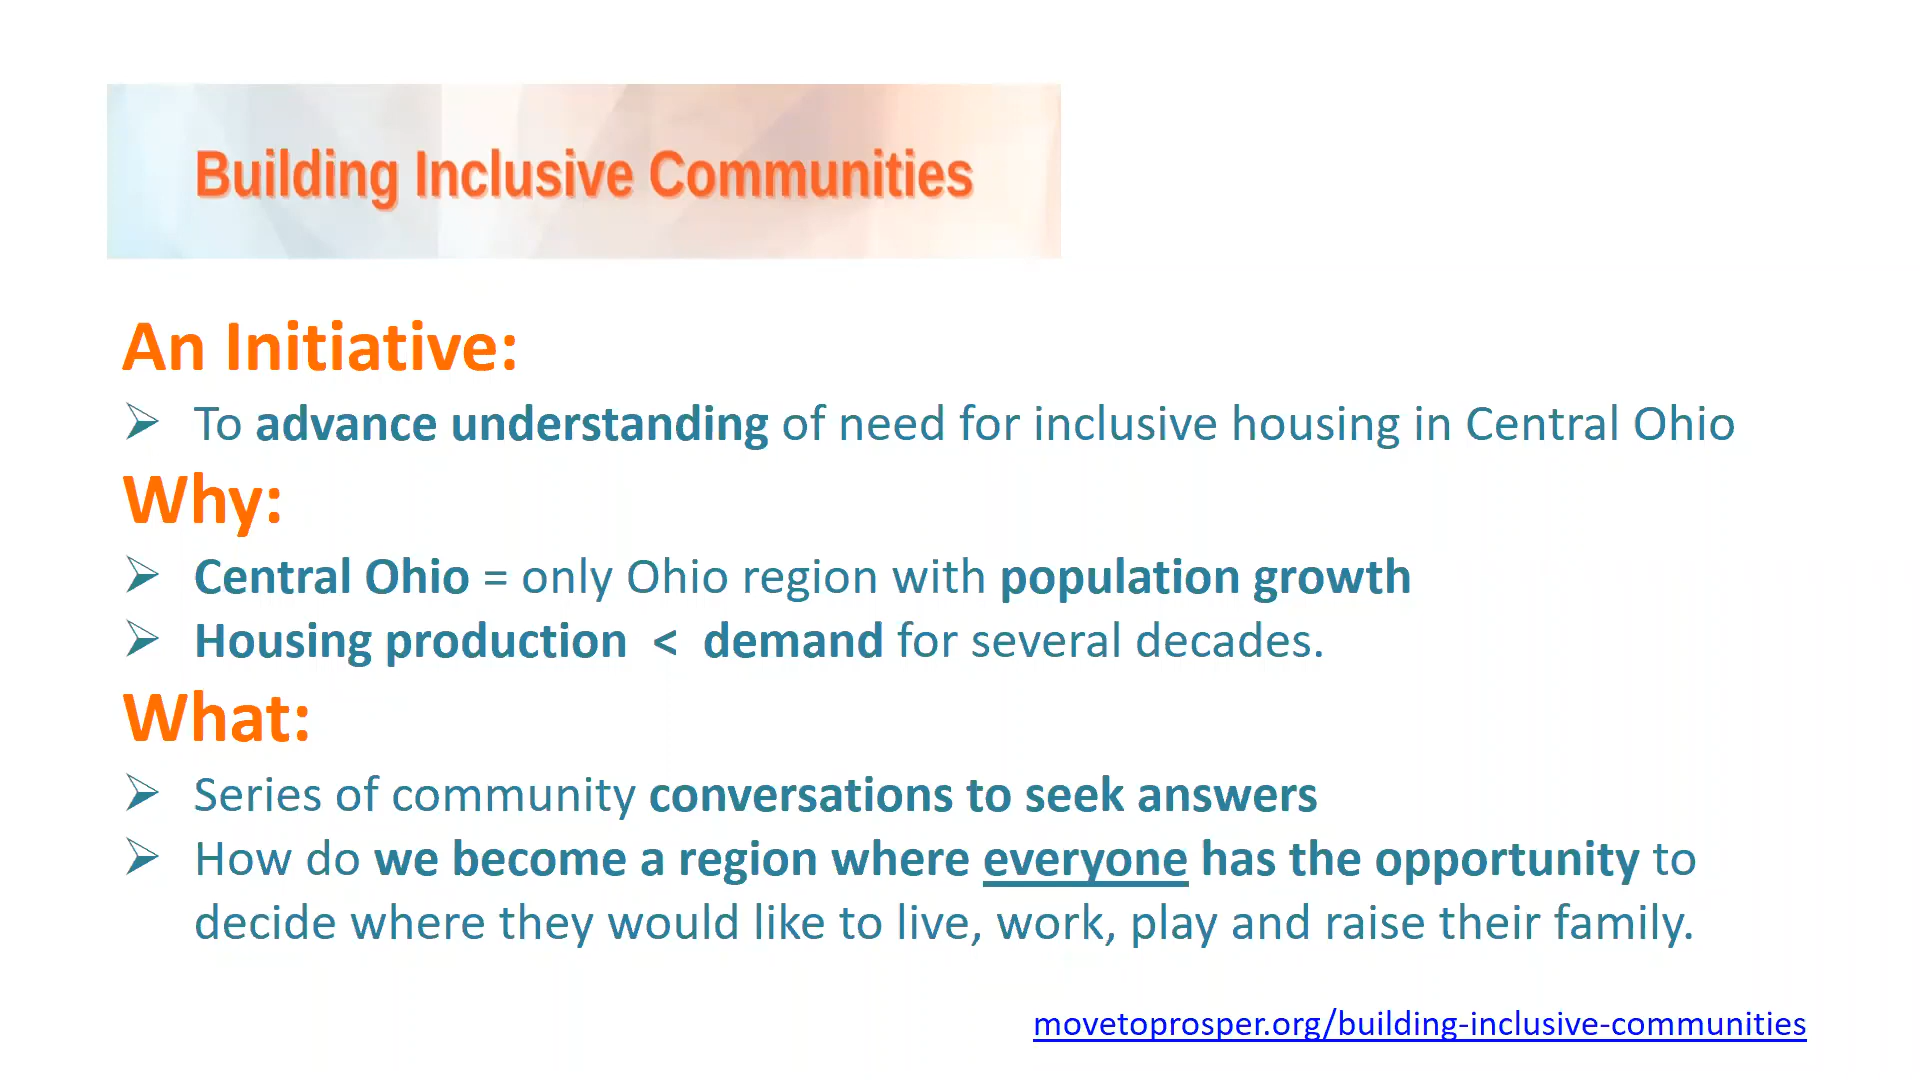 Building Inclusive Communities
An Initiative:
➢ To advance understanding of need for inclusive housing in Central Ohio
Why:
➢ Central Ohio = only Ohio region with population growth
➢ Housing production < demand for several decades.
What:
➢ Series of community conversations to seek answers
➢ How do we become a region where everyone has the opportunity to
decide where they would like to live, work, play and raise their family.
movetoprosper.org/building-inclusive-communities